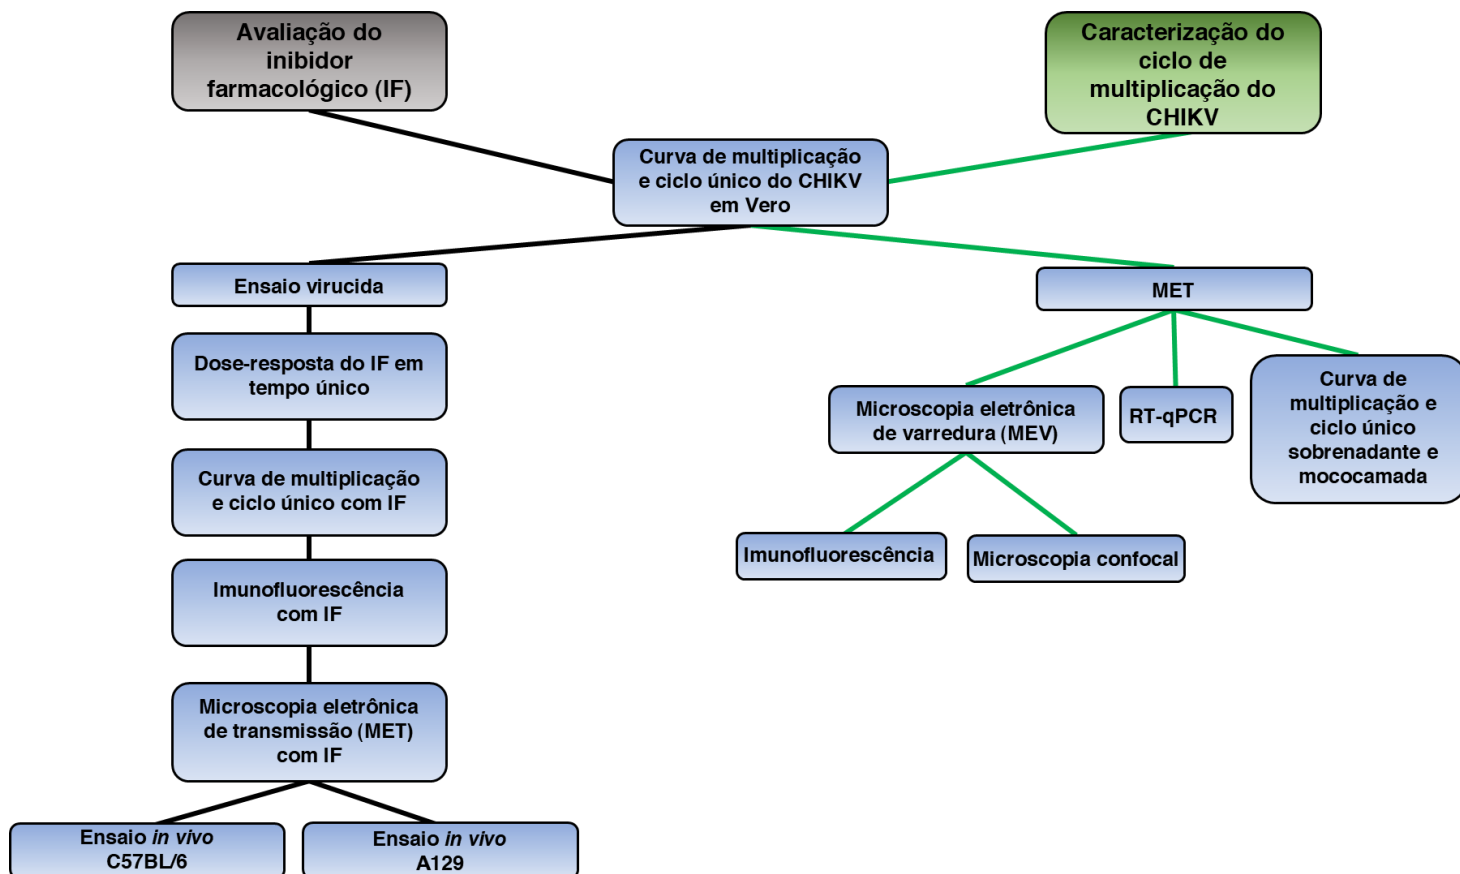 Avaliação do
inibidor
farmacológico (IF)
Caracterização do
ciclo de
multiplicação do
CHIKV
Curva de multiplicação
e ciclo único do CHIKV
em Vero
Ensaio virucida
Dose-resposta do IF em
tempo único
Curva de multiplicação
e ciclo único com IF
Imunofluorescência
com IF
Microscopia eletrônica
de transmissão (MET)
com IF
Ensaio in vivo
C57BL/6
Ensaio in vivo
A129
MET
Microscopia eletrônica
de varredura (MEV)
RT-qPCR
Curva de
multiplicação e
ciclo único
sobrenadante e
mococamada
Imunofluorescência
Microscopia confocal